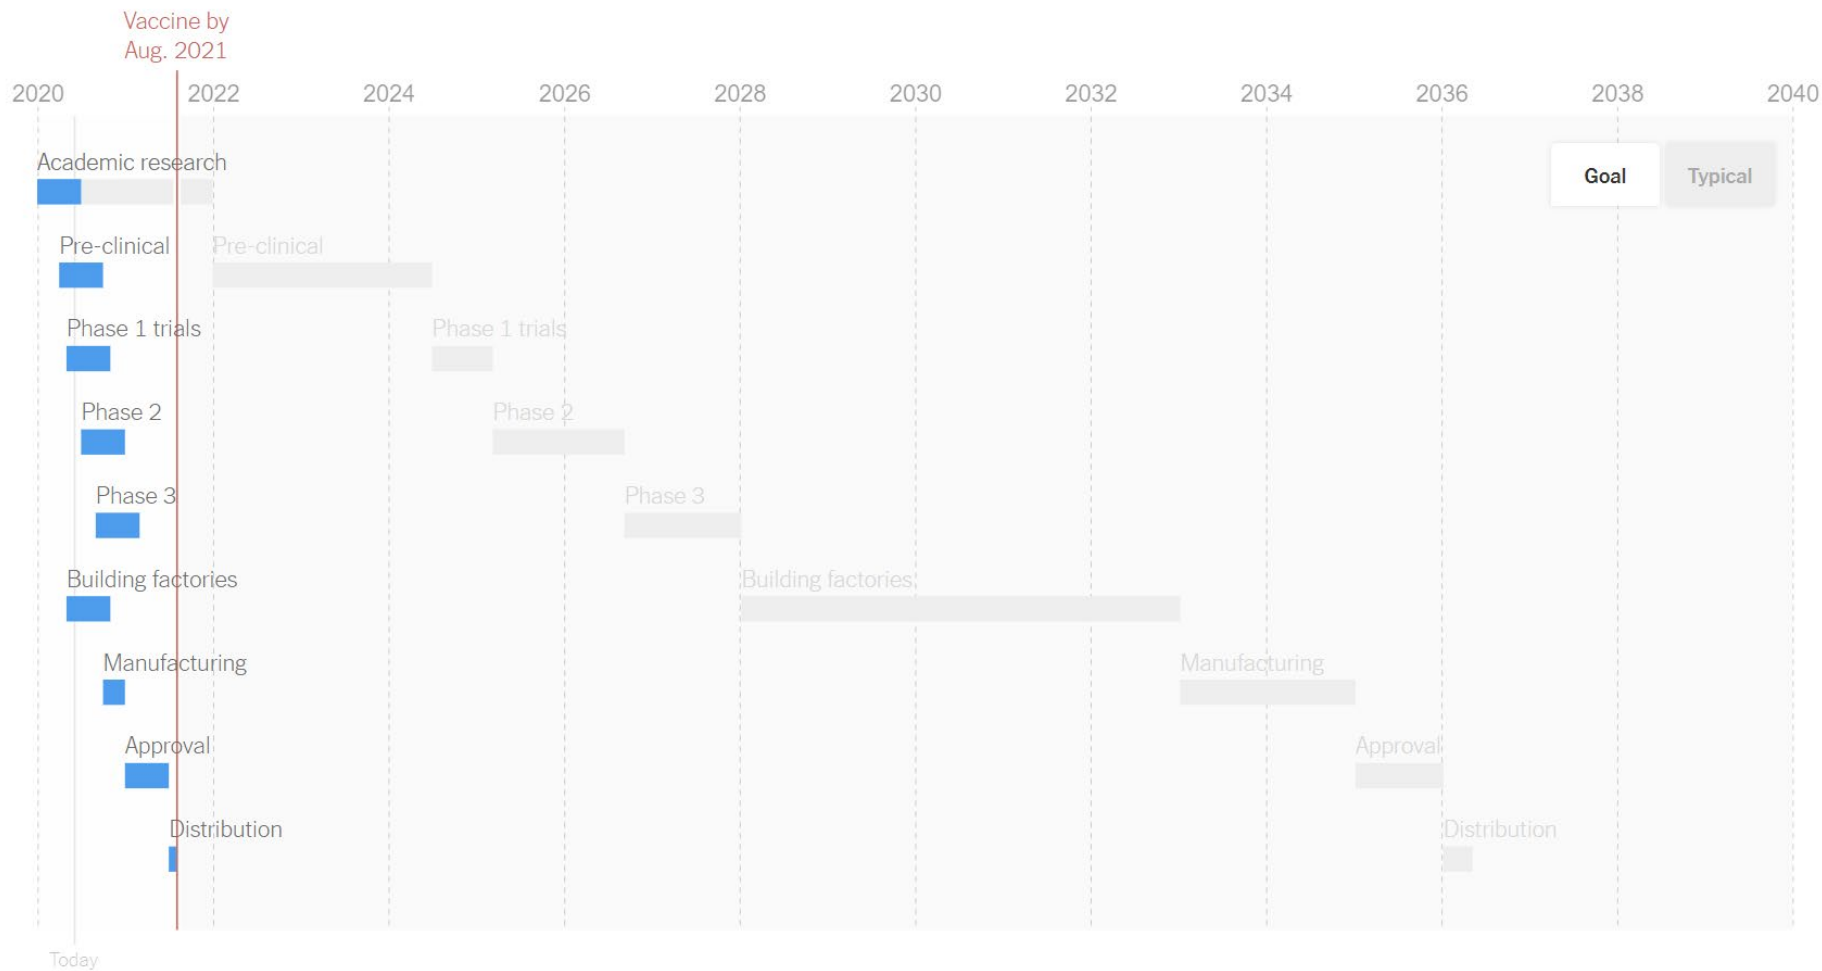 Vaccine by
Aug. 2021
2020 2022 2024 2026 2028 2030 2032 2034 2036 2038 2040
Academic research
Goal Typical
Pre-clinical Pre-clinical
Phase 1 trials Phase 1 trials
Phase 2 Phase 2
Phase 3 Phase 3
Building factories Building factories
Manufacturing Manufacturing
Approval Approval
Distribution Distribution
Today